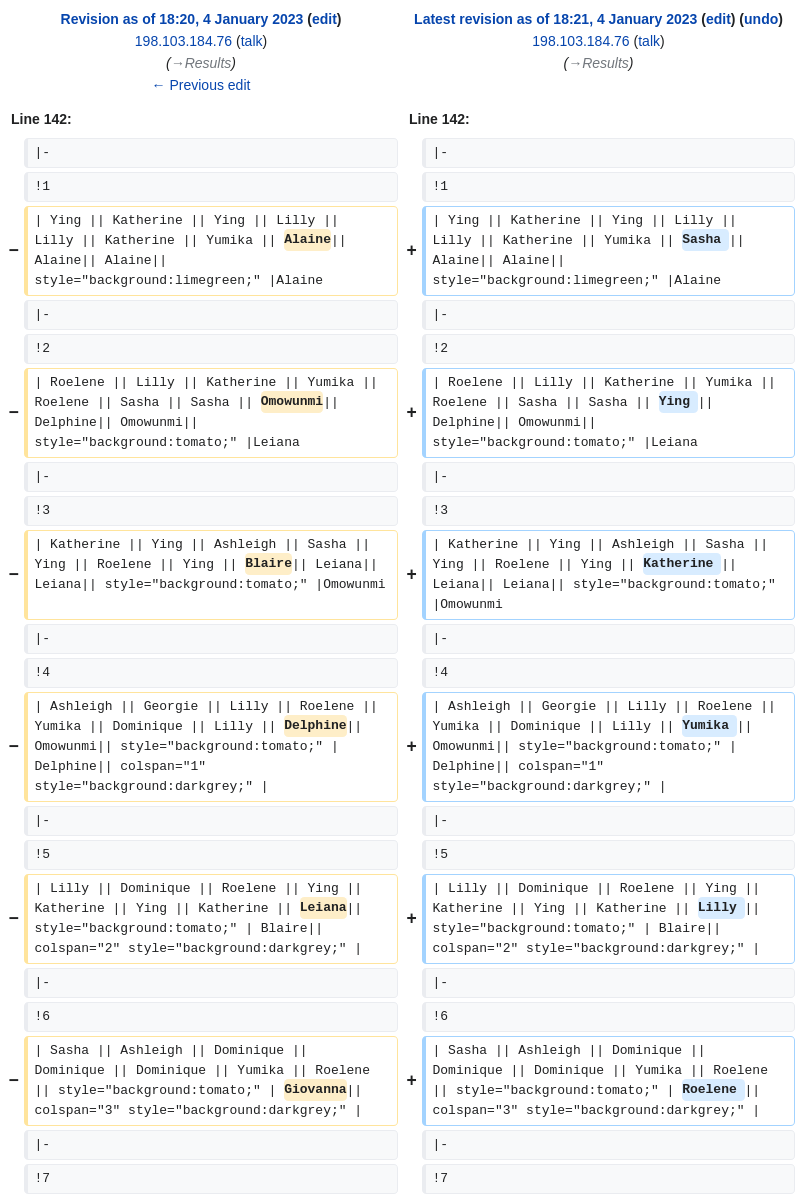 Revision as of 18:20, 4 January 2023 (edit)
198.103.184.76 (talk)
(→Results)
← Previous edit
Latest revision as of 18:21, 4 January 2023 (edit) (undo)
198.103.184.76 (talk)
(→Results)
Line 142:
Line 142:
|-
|-
!1
!1
−
| Ying || Katherine || Ying || Lilly ||
Lilly || Katherine || Yumika || Alaine||
Alaine|| Alaine||
style="background:limegreen;" |Alaine
+
| Ying || Katherine || Ying || Lilly ||
Lilly || Katherine || Yumika || Sasha ||
Alaine|| Alaine||
style="background:limegreen;" |Alaine
|-
|-
!2
!2
−
| Roelene || Lilly || Katherine || Yumika ||
Roelene || Sasha || Sasha || Omowunmi||
Delphine|| Omowunmi||
style="background:tomato;" |Leiana
+
| Roelene || Lilly || Katherine || Yumika ||
Roelene || Sasha || Sasha || Ying ||
Delphine|| Omowunmi||
style="background:tomato;" |Leiana
|-
|-
!3
!3
−
| Katherine || Ying || Ashleigh || Sasha ||
Ying || Roelene || Ying || Blaire|| Leiana||
Leiana|| style="background:tomato;" |Omowunmi
+
| Katherine || Ying || Ashleigh || Sasha ||
Ying || Roelene || Ying || Katherine ||
Leiana|| Leiana|| style="background:tomato;"
|Omowunmi
|-
|-
!4
!4
−
| Ashleigh || Georgie || Lilly || Roelene ||
Yumika || Dominique || Lilly || Delphine||
Omowunmi|| style="background:tomato;" |
Delphine|| colspan="1"
style="background:darkgrey;" |
+
| Ashleigh || Georgie || Lilly || Roelene ||
Yumika || Dominique || Lilly || Yumika ||
Omowunmi|| style="background:tomato;" |
Delphine|| colspan="1"
style="background:darkgrey;" |
|-
|-
!5
!5
−
| Lilly || Dominique || Roelene || Ying ||
Katherine || Ying || Katherine || Leiana||
style="background:tomato;" | Blaire||
colspan="2" style="background:darkgrey;" |
+
| Lilly || Dominique || Roelene || Ying ||
Katherine || Ying || Katherine || Lilly ||
style="background:tomato;" | Blaire||
colspan="2" style="background:darkgrey;" |
|-
|-
!6
!6
−
| Sasha || Ashleigh || Dominique ||
Dominique || Dominique || Yumika || Roelene
|| style="background:tomato;" | Giovanna||
colspan="3" style="background:darkgrey;" |
+
| Sasha || Ashleigh || Dominique ||
Dominique || Dominique || Yumika || Roelene
|| style="background:tomato;" | Roelene ||
colspan="3" style="background:darkgrey;" |
|-
|-
!7
!7